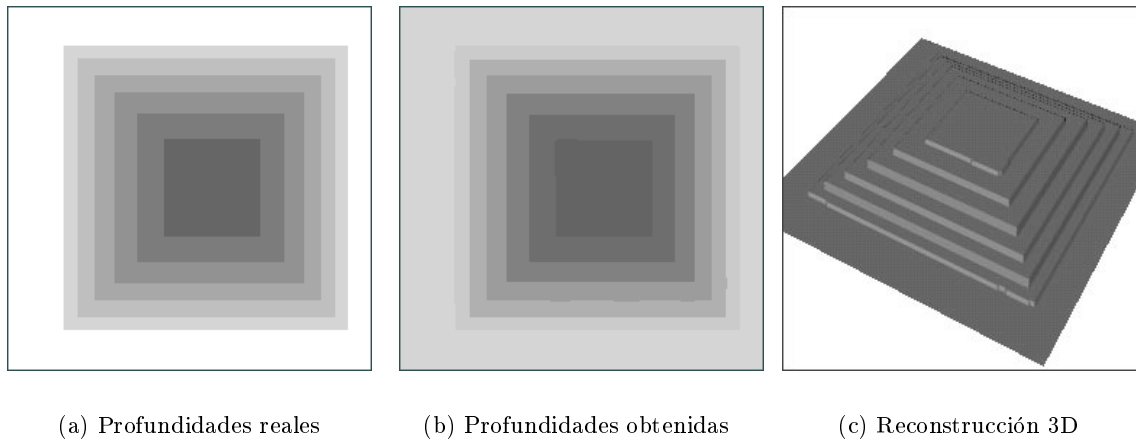 (a) Profundidades reales
(b) Profundidades obtenidas
(c) Reconstrucción 3D